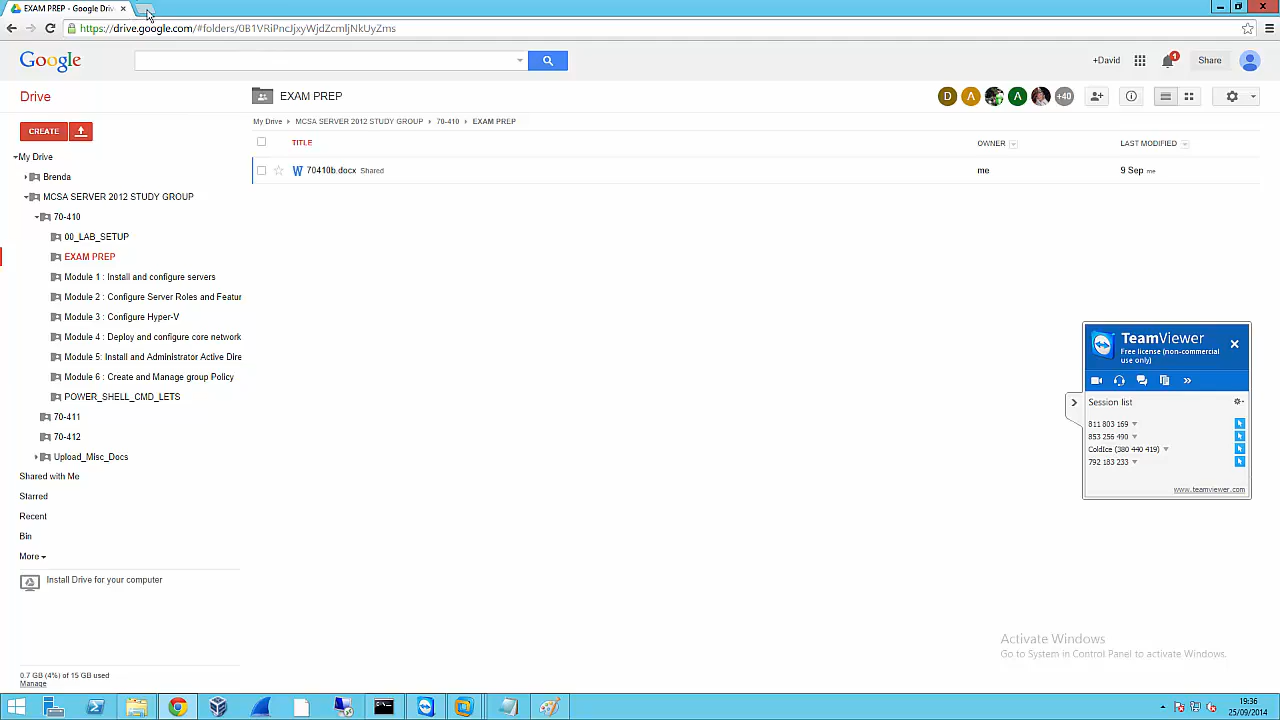 EXAM PREP - Google Driv
https://drive.google.com/#folders/0B1VRiPncJjxyWjdZcmljNkUyZms
Google
+David
1
Share
Drive
EXAM PREP
D
A
A
+40
CREATE
My Drive
MCSA SERVER 2012 STUDY GROUP
70-410
EXAM PREP
TITLE
OWNER
LAST MODIFIED
70410b.docx Shared
me
9 Sep me
My Drive
Brenda
MCSA SERVER 2012 STUDY GROUP
70-410
00_LAB_SETUP
EXAM PREP
Module 1 : Install and configure servers
Module 2 : Configure Server Roles and Featur
Module 3 : Configure Hyper-V
Module 4 : Deploy and configure core network
Module 5: Install and Administrator Active Dire
Module 6 : Create and Manage group Policy
POWER_SHELL_CMD_LETS
70-411
70-412
Upload_Misc_Docs
Shared with Me
Starred
Recent
Bin
More
Install Drive for your computer
0.7 GB (4%) of 15 GB used
Manage
TeamViewer
Free license (non-commercial
use only)
Session list
811 803 169
853 256 490
ColdIce (380 440 419)
792 183 233
www.teamviewer.com
Activate Windows
Go to System in Control Panel to activate Windows.
19:36
25/09/2014